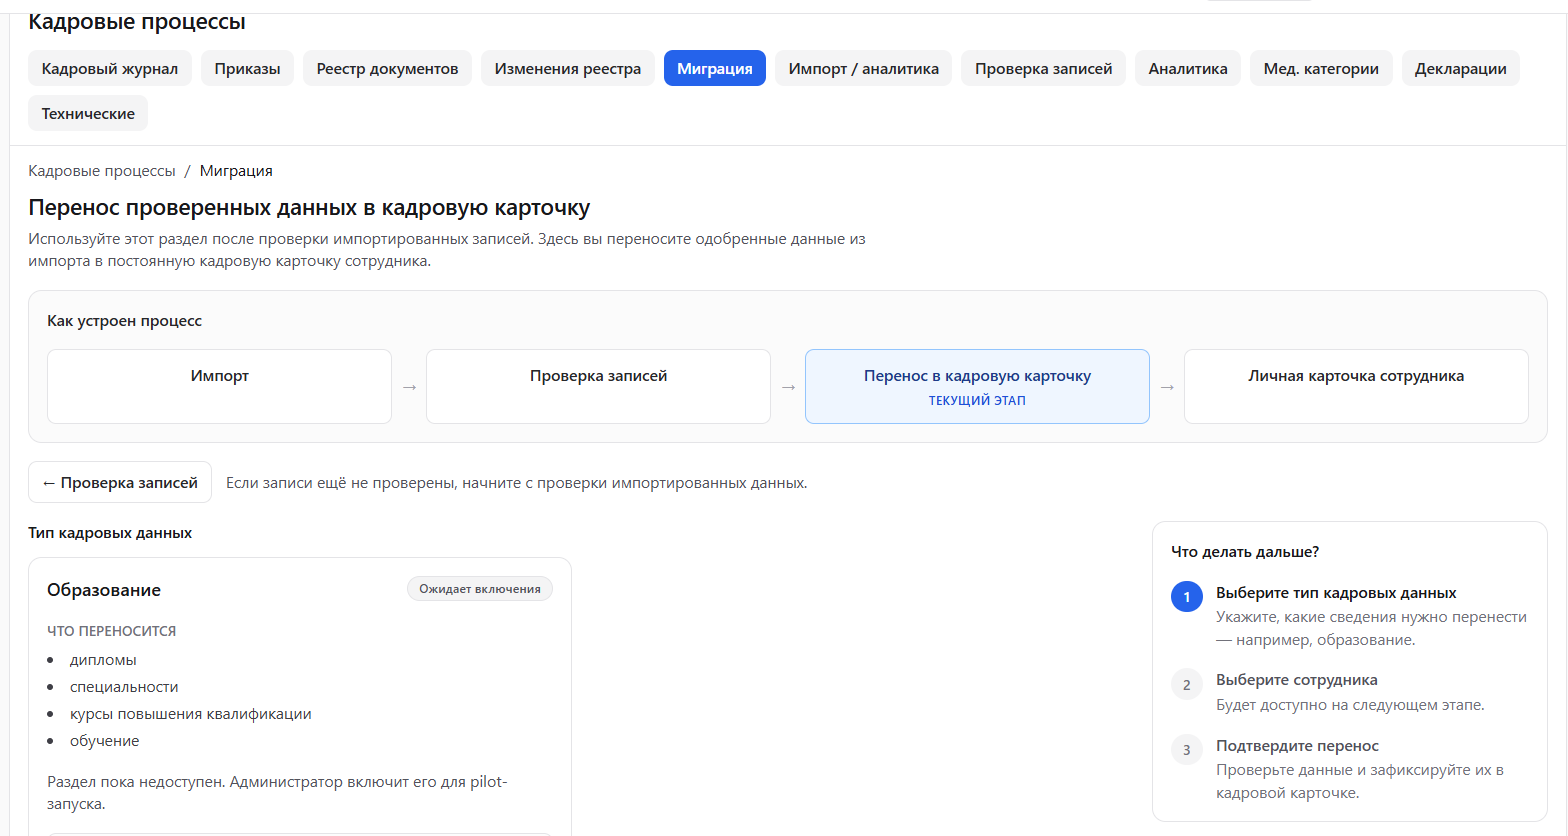 Кадровые процессы
Кадровый журнал Приказы Реестр документов Изменения реестра Миграция Импорт / аналитика Проверка записей Аналитика Мед. категории Декларации
Технические
Кадровые процессы / Миграция
Перенос проверенных данных в кадровую карточку
Используйте этот раздел после проверки импортированных записей. Здесь вы переносите одобренные данные из
импорта в постоянную кадровую карточку сотрудника.
Как устроен процесс
Импорт → Проверка записей → Перенос в кадровую карточку → Личная карточка сотрудника
ТЕКУЩИЙ ЭТАП
← Проверка записей Если записи ещё не проверены, начните с проверки импортированных данных.
Тип кадровых данных
Образование Ожидает включения
ЧТО ПЕРЕНОСИТСЯ
• дипломы
• специальности
• курсы повышения квалификации
• обучение
Раздел пока недоступен. Администратор включит его для pilot-
запуска.
Что делать дальше?
1 Выберите тип кадровых данных
Укажите, какие сведения нужно перенести
— например, образование.
2 Выберите сотрудника
Будет доступно на следующем этапе.
3 Подтвердите перенос
Проверьте данные и зафиксируйте их в
кадровой карточке.